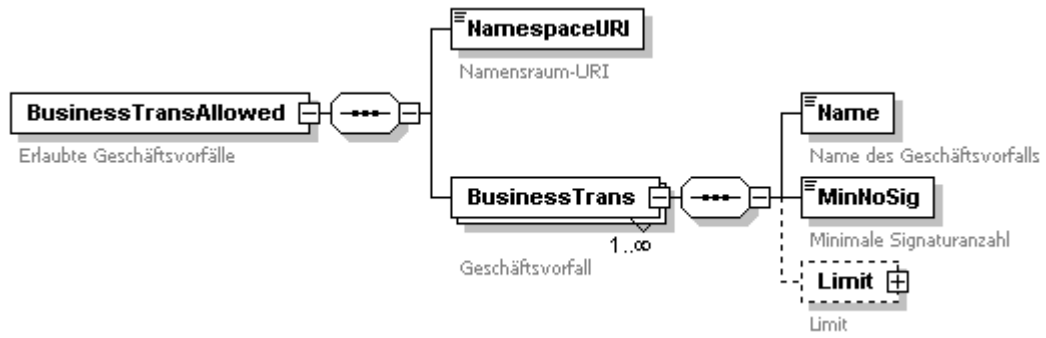 NamespaceURI
Namensraum-URI
BusinessTransAllowed
Erlaubte Geschäftsvorfälle
Name
Name des Geschäftsvorfalls
BusinessTrans
1..∞
Geschäftsvorfall
MinNoSig
Minimale Signaturanzahl
Limit
Limit